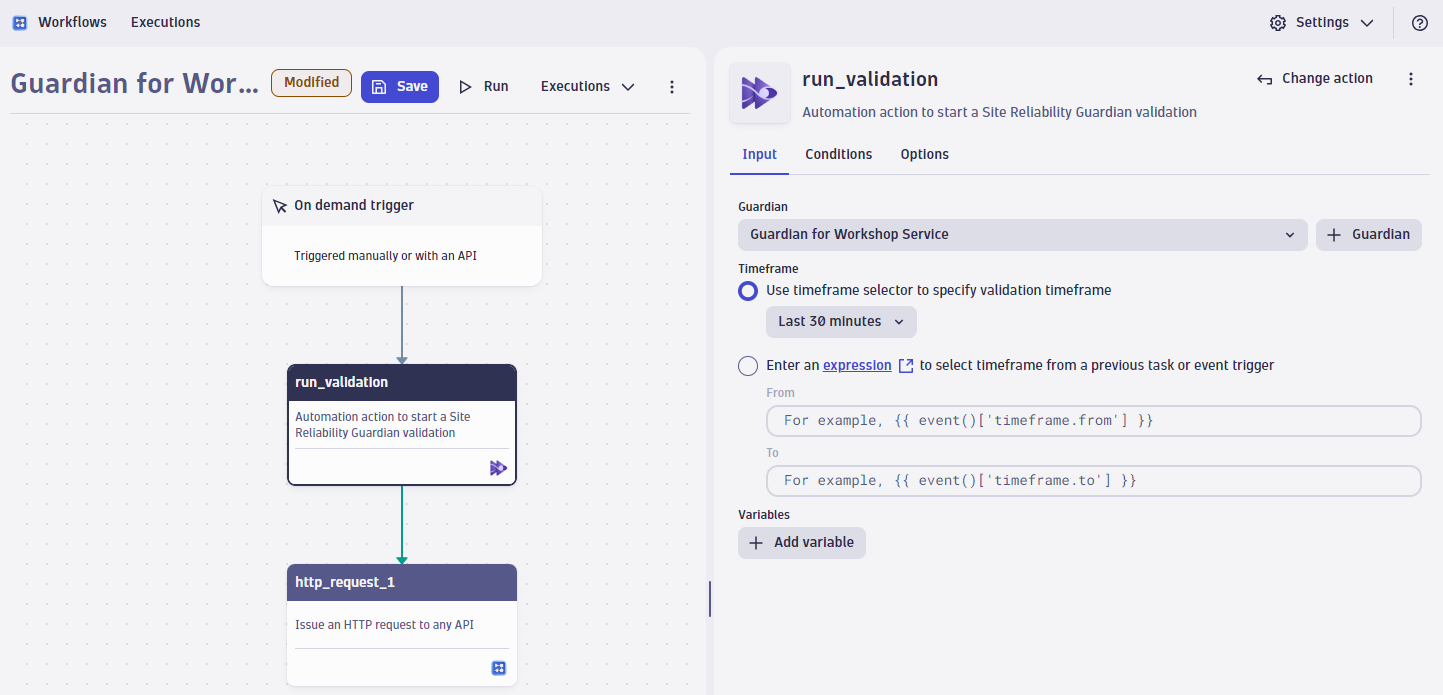 Workflows Executions Settings
Guardian for Wor... Modified Save Run Executions
On demand trigger
Triggered manually or with an API
run_validation
Automation action to start a Site
Reliability Guardian validation
http_request_1
Issue an HTTP request to any API
run_validation Change action
Automation action to start a Site Reliability Guardian validation
Input Conditions Options
Guardian
Guardian for Workshop Service Guardian
Timeframe
Use timeframe selector to specify validation timeframe
Last 30 minutes
Enter an expression to select timeframe from a previous task or event trigger
From
For example, {{ event()['timeframe.from'] }}
To
For example, {{ event()['timeframe.to'] }}
Variables
Add variable